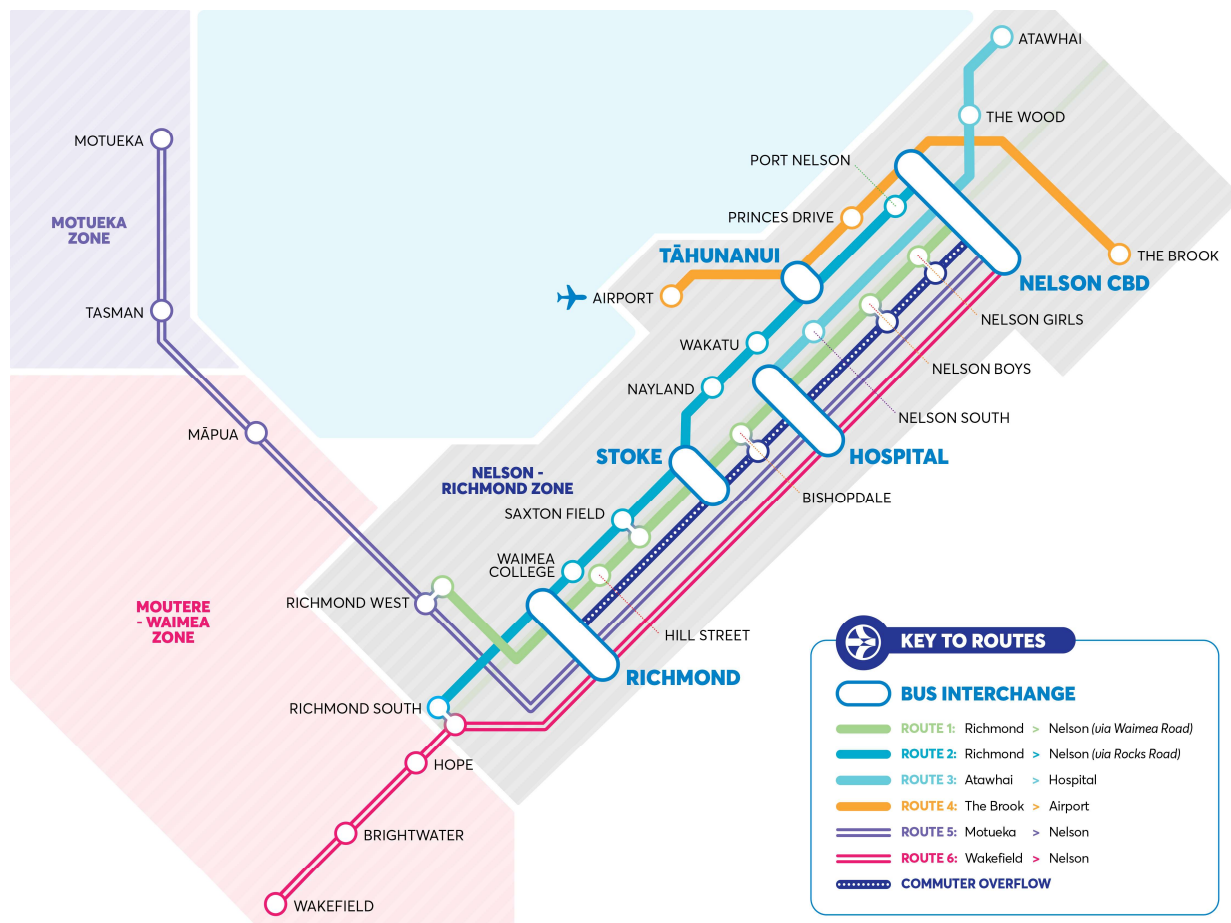 ATAWHAI
THE WOOD
MOTUEKA
PORT NELSON
MOTUEKA
ZONE
PRINCES DRIVE
TĀHUNANUI
THE BROOK
NELSON CBD
AIRPORT
TASMAN
NELSON GIRLS
WAKATU
NELSON BOYS
NAYLAND
NELSON SOUTH
MĀPUA
STOKE
HOSPITAL
NELSON -
RICHMOND ZONE
BISHOPDALE
SAXTON FIELD
WAIMEA
COLLEGE
RICHMOND WEST
MOUTERE
- WAIMEA
ZONE
HILL STREET
RICHMOND
RICHMOND SOUTH
HOPE
BRIGHTWATER
WAKEFIELD
KEY TO ROUTES
BUS INTERCHANGE
ROUTE 1: Richmond > Nelson (via Waimea Road)
ROUTE 2: Richmond > Nelson (via Rocks Road)
ROUTE 3: Atawhai > Hospital
ROUTE 4: The Brook > Airport
ROUTE 5: Motueka > Nelson
ROUTE 6: Wakefield > Nelson
COMMUTER OVERFLOW